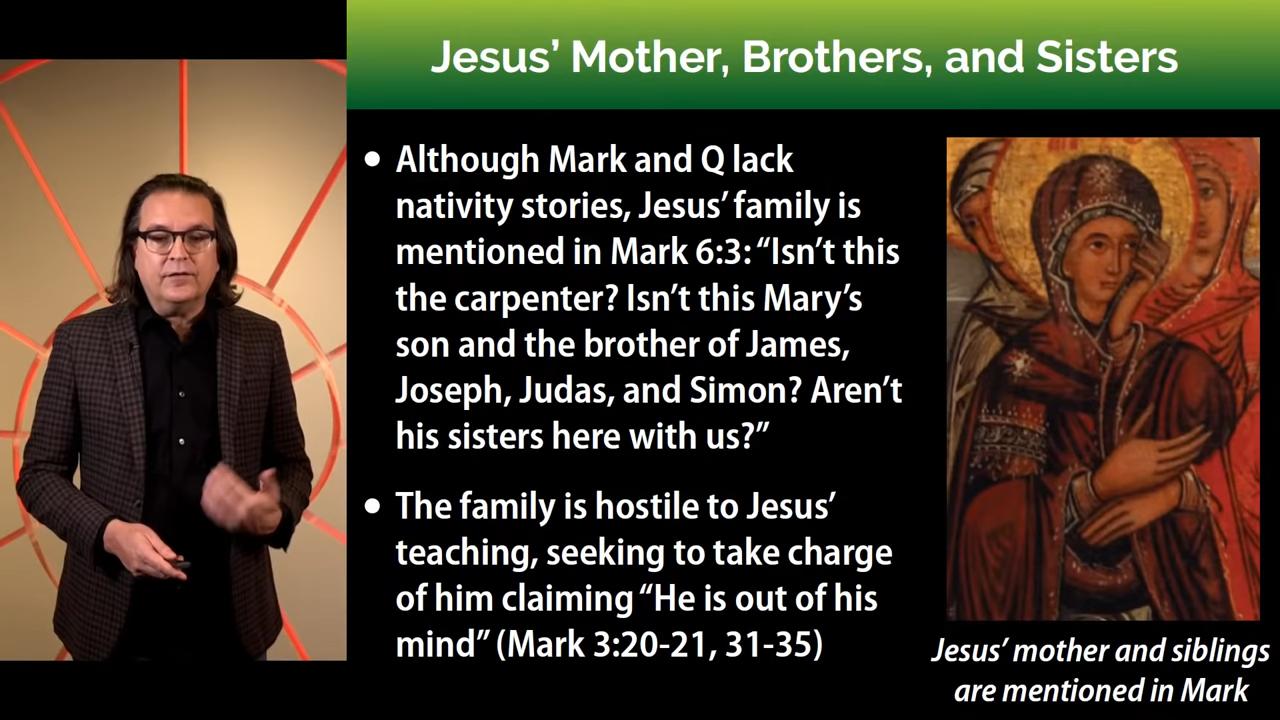 Jesus’ Mother, Brothers, and Sisters
• Although Mark and Q lack
nativity stories, Jesus’ family is
mentioned in Mark 6:3: “Isn’t this
the carpenter? Isn’t this Mary’s
son and the brother of James,
Joseph, Judas, and Simon? Aren’t
his sisters here with us?”
• The family is hostile to Jesus’
teaching, seeking to take charge
of him claiming “He is out of his
mind” (Mark 3:20-21, 31-35)
Jesus’ mother and siblings
are mentioned in Mark